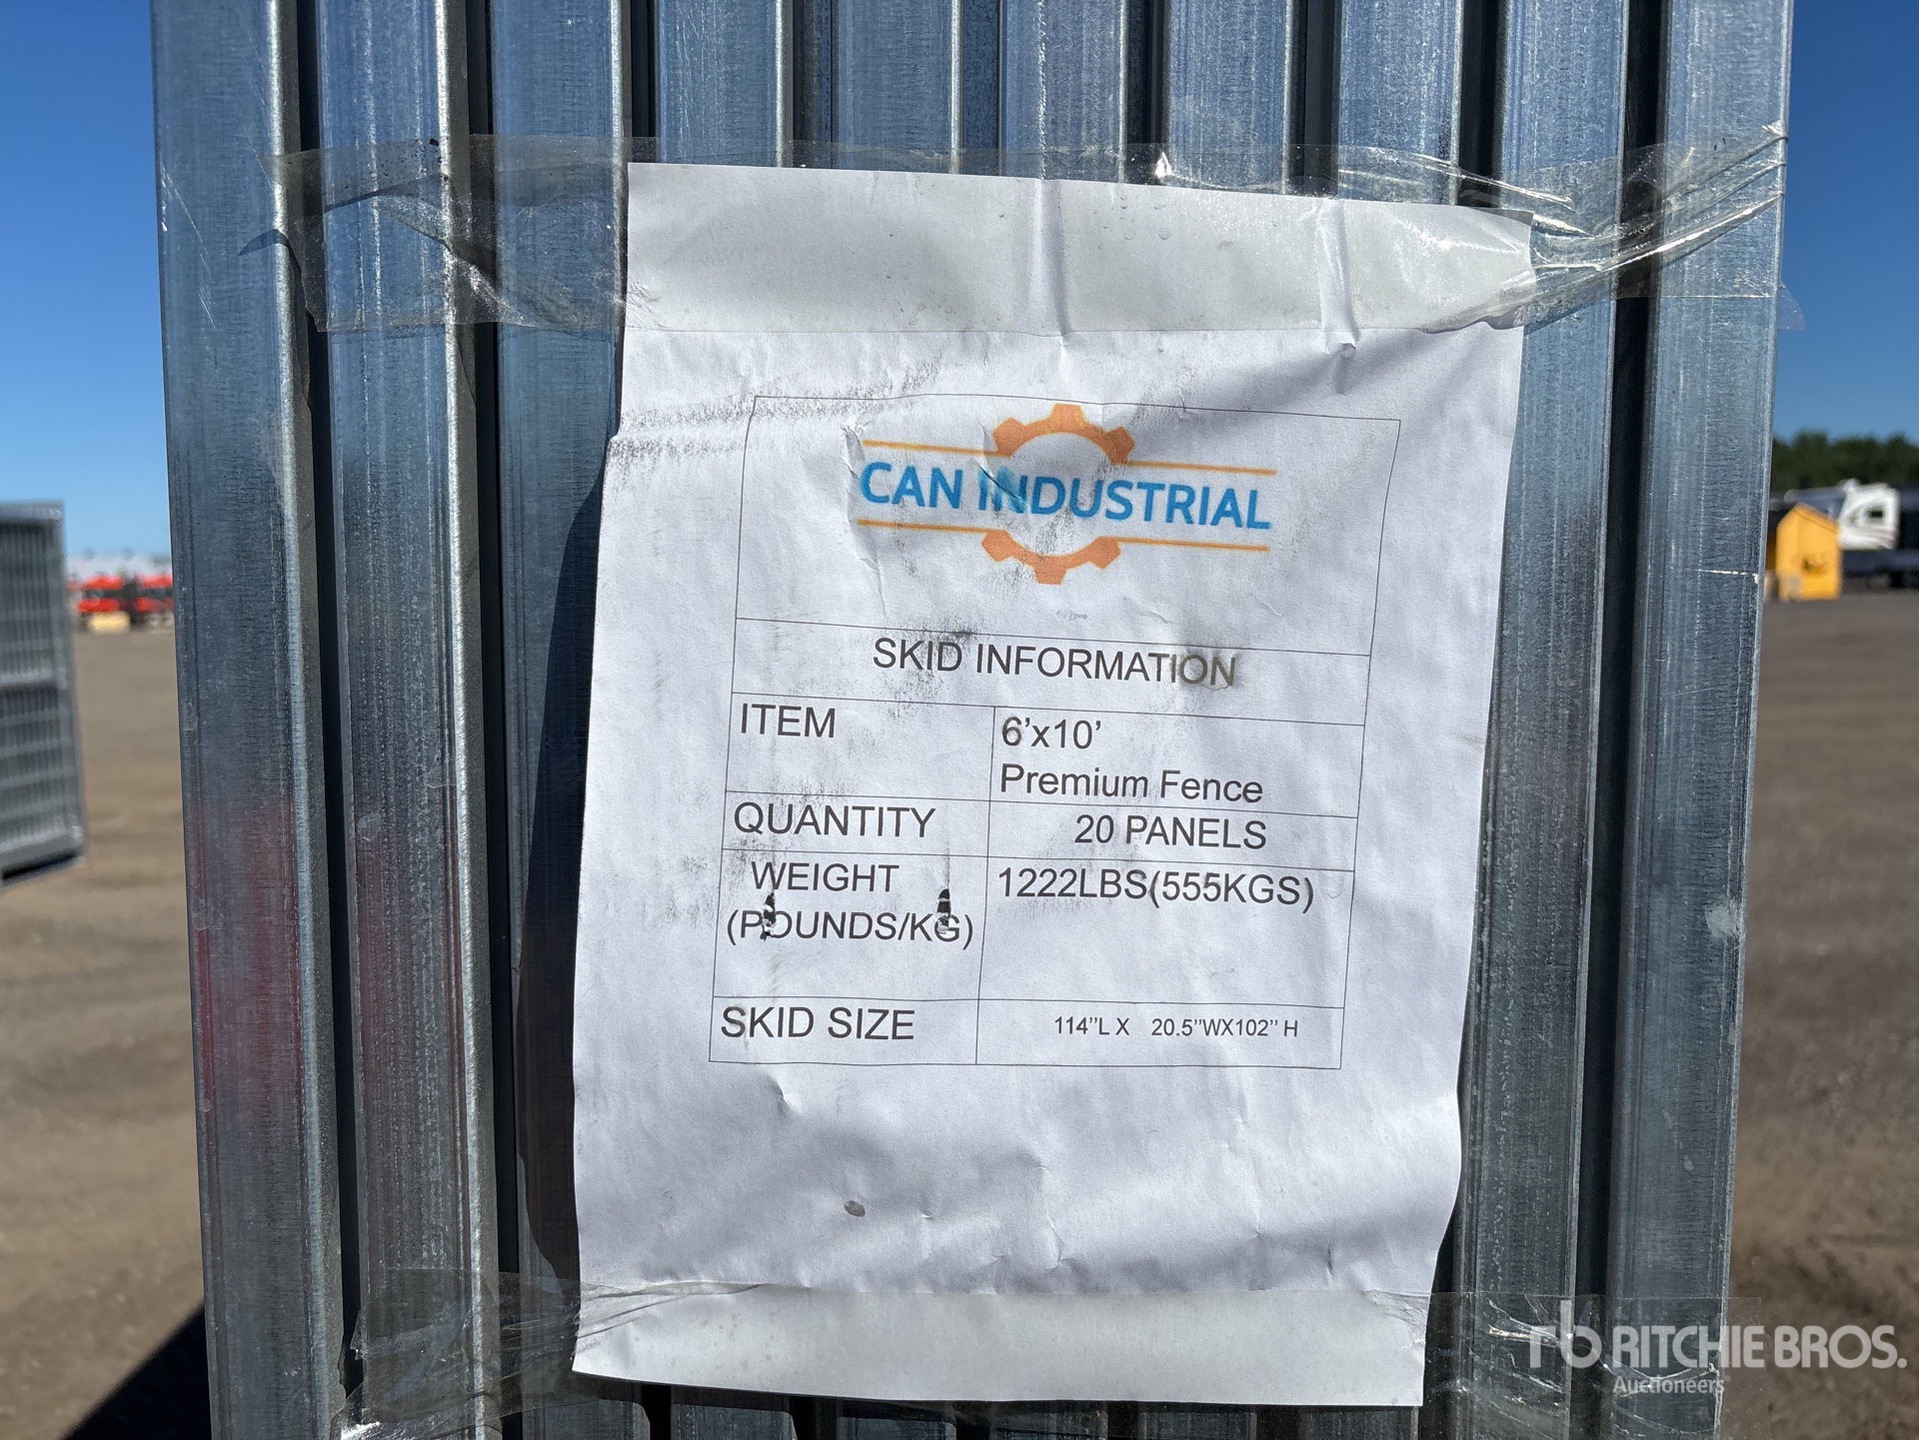 CAN INDUSTRIAL
SKID INFORMATION
ITEM
6’x10’
Premium Fence
QUANTITY
20 PANELS
WEIGHT
(POUNDS/KG)
1222LBS(555KGS)
SKID SIZE
114’’L X 20.5’’WX102’’ H
rb RITCHIE BROS.
Auctioneers